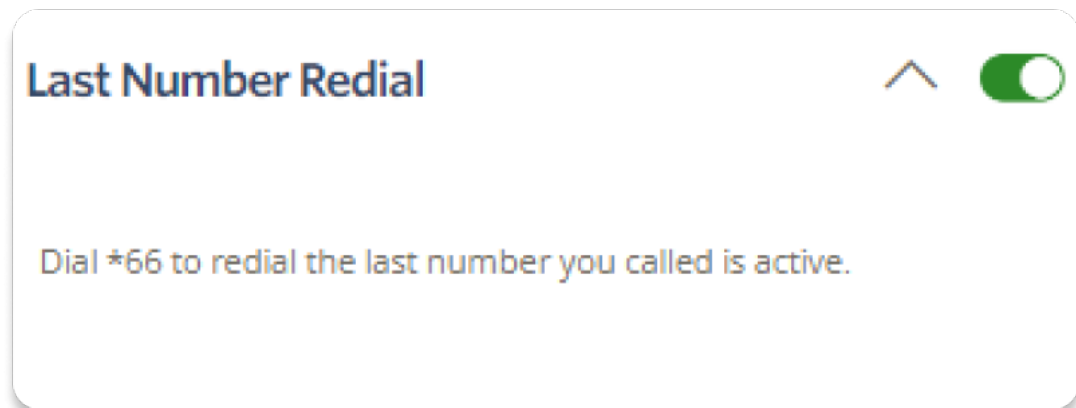 Last Number Redial
Dial *66 to redial the last number you called is active.